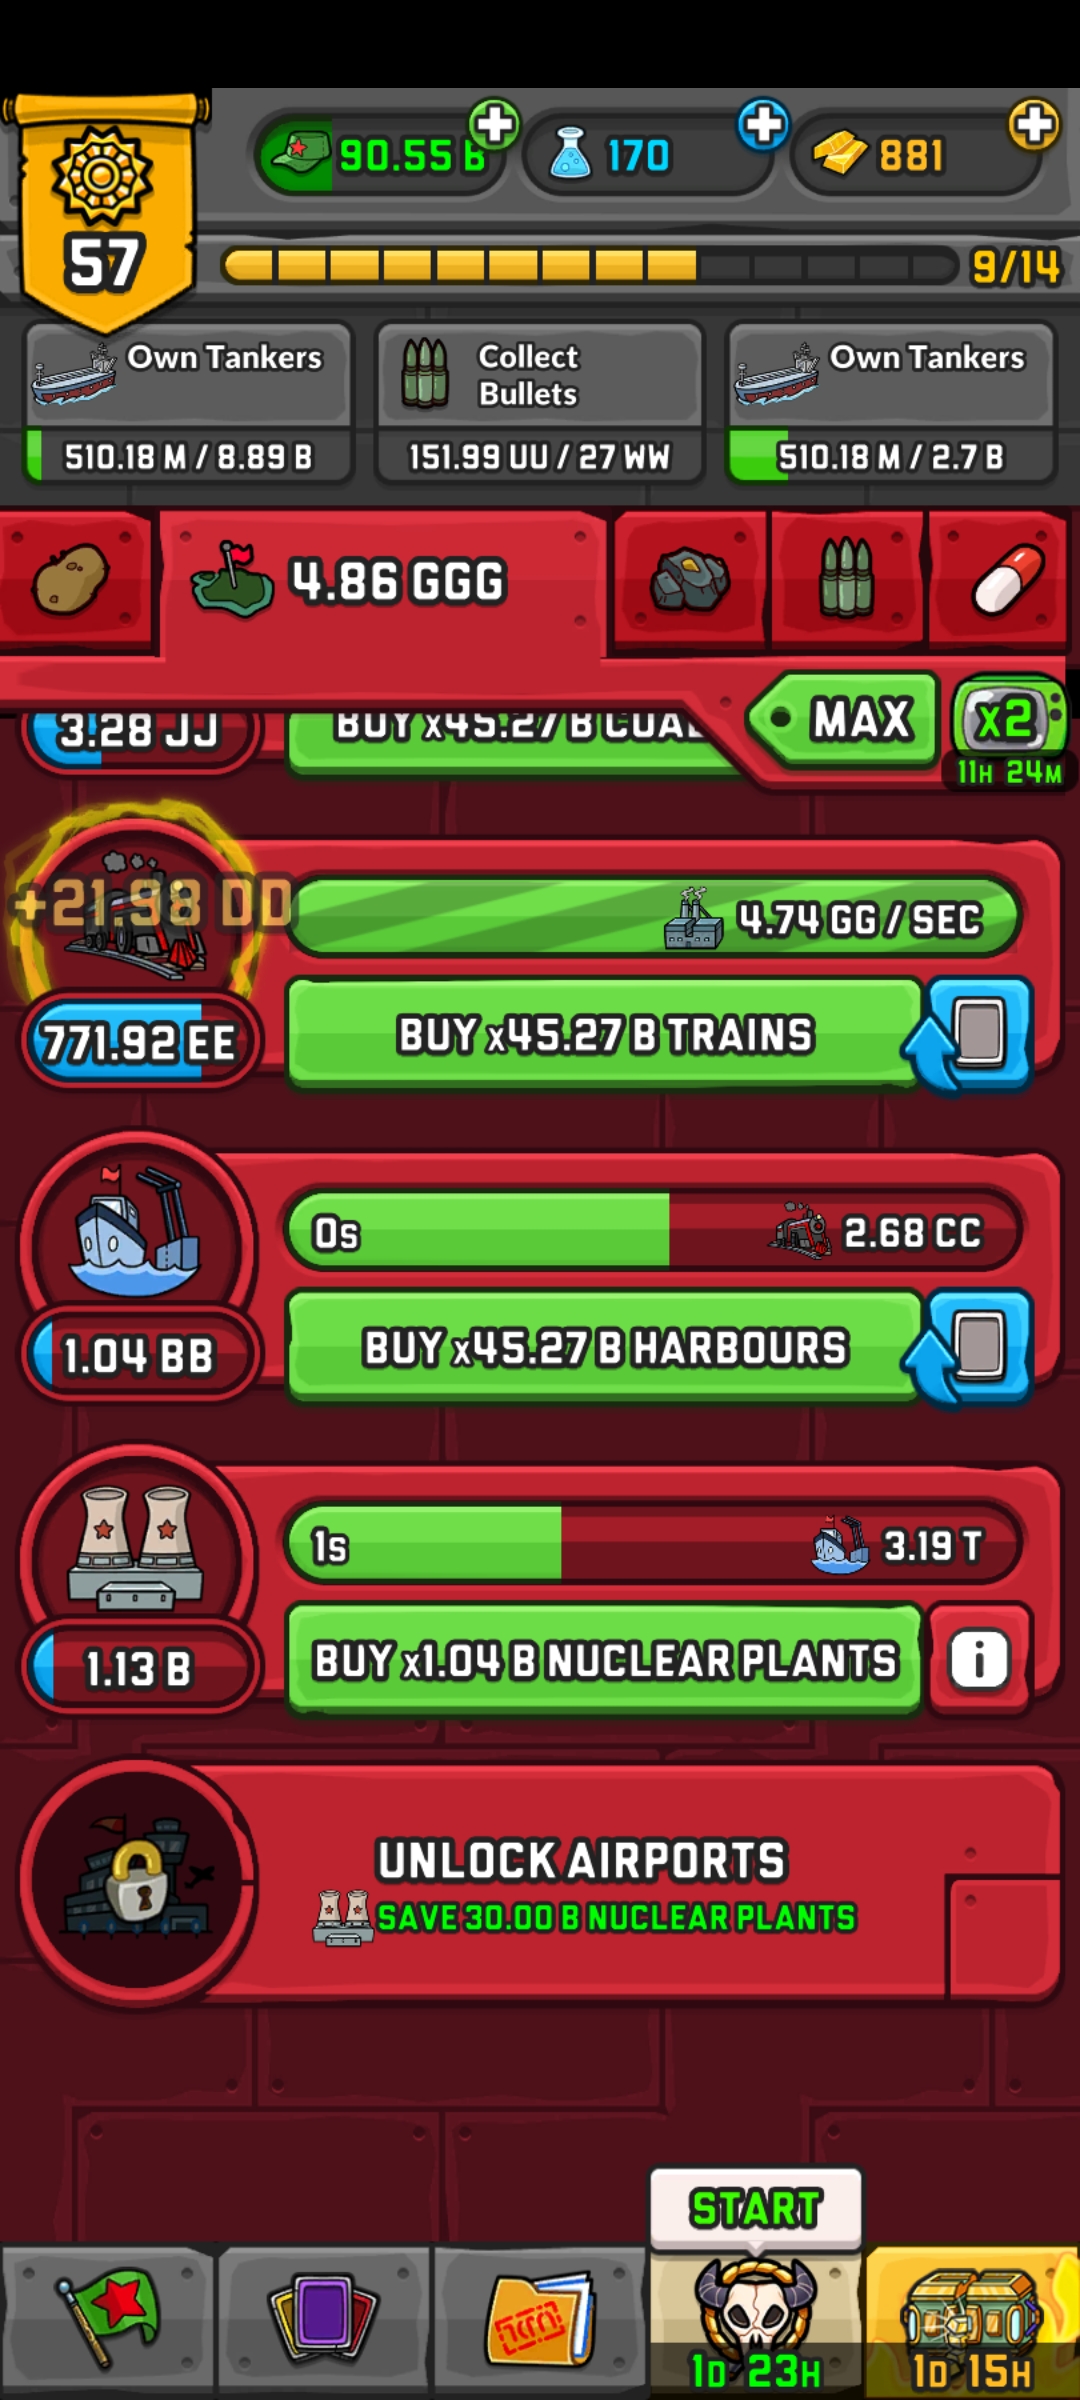 90.55 B
170
881
57
9/14
Own Tankers
510.18 M / 8.89 B
Collect
Bullets
151.99 UU / 27 WW
Own Tankers
510.18 M / 2.7 B
4.86 GGG
MAX
x2
11H 24M
3.28 JJ
BUY x45.27 B COAL
+21.98 DD
4.74 GG / SEC
771.92 EE
BUY x45.27 B TRAINS
0s
2.68 CC
1.04 BB
BUY x45.27 B HARBOURS
1s
3.19 T
1.13 B
BUY x1.04 B NUCLEAR PLANTS
i
UNLOCK AIRPORTS
SAVE 30.00 B NUCLEAR PLANTS
START
1D 23H
1D 15H